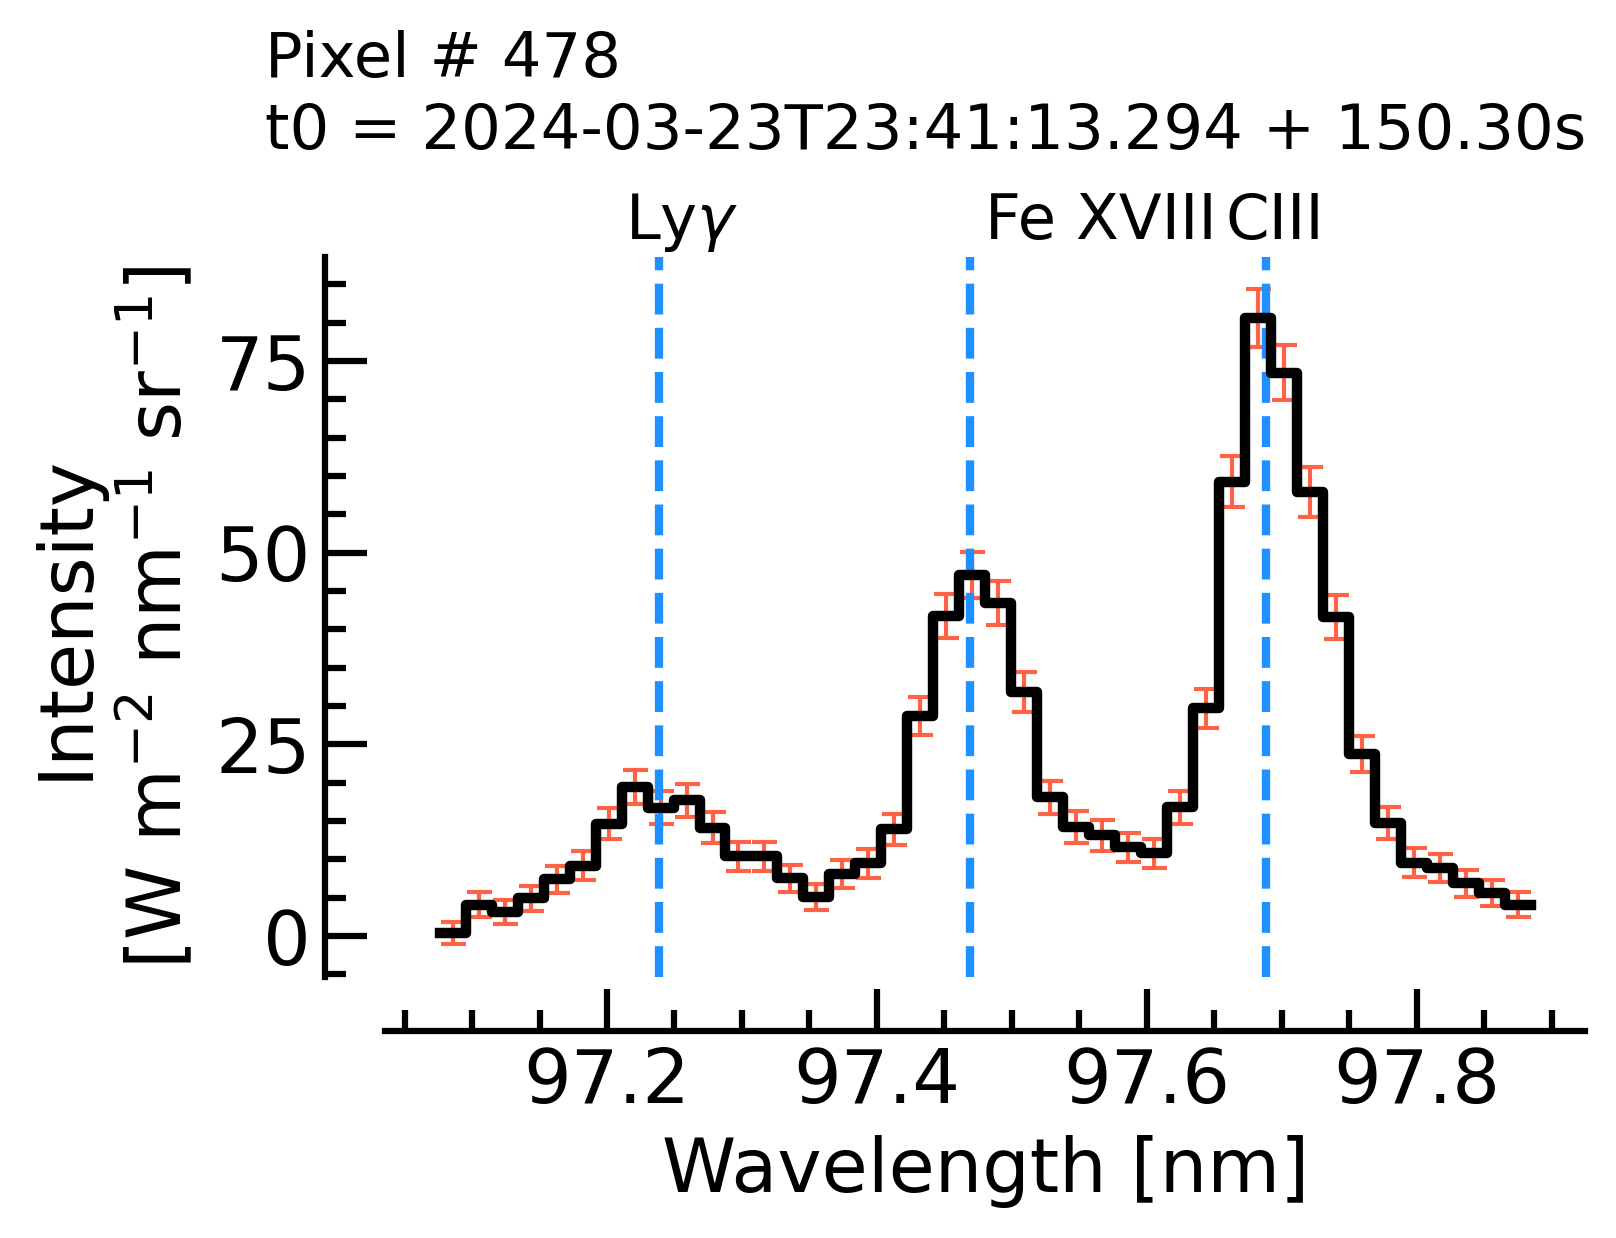 Pixel # 478
t0 = 2024-03-23T23:41:13.294 + 150.30s
Lyγ Fe XVIII CIII
Intensity
[W m⁻² nm⁻¹ sr⁻¹]
75
50
25
0
97.2 97.4 97.6 97.8
Wavelength [nm]